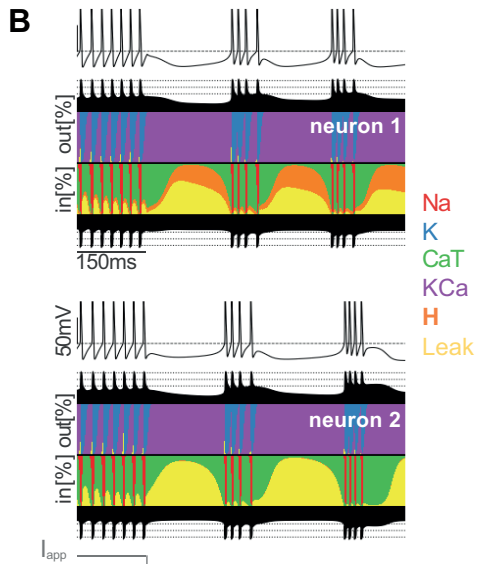 B
out[%]
neuron 1
in[%]
150ms
Na
K
CaT
KCa
H
Leak
50mV
out[%]
neuron 2
in[%]
Iapp